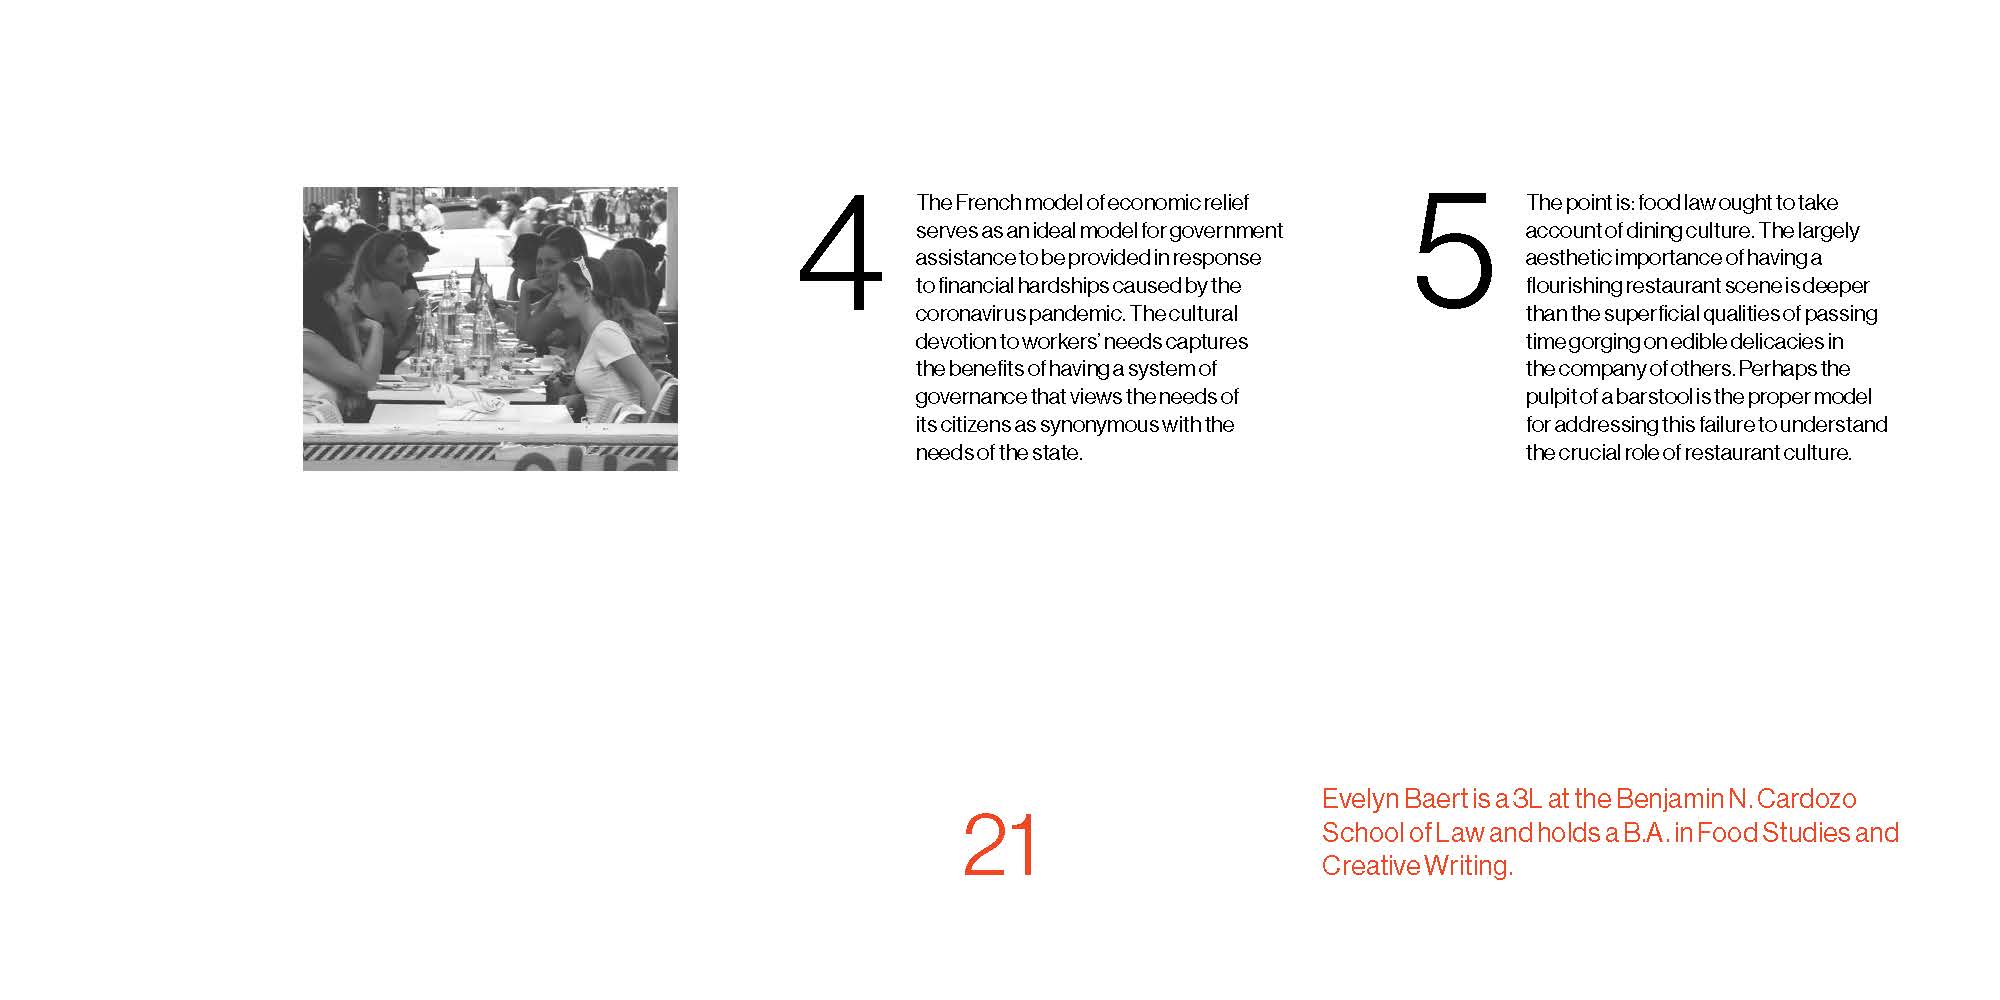 4
The French model of economic relief
serves as an ideal model for government
assistance to be provided in response
to financial hardships caused by the
coronavirus pandemic. The cultural
devotion to workers’ needs captures
the benefits of having a system of
governance that views the needs of
its citizens as synonymous with the
needs of the state.
5
The point is: food law ought to take
account of dining culture. The largely
aesthetic importance of having a
flourishing restaurant scene is deeper
than the superficial qualities of passing
time gorging on edible delicacies in
the company of others. Perhaps the
pulpit of a bar stool is the proper model
for addressing this failure to understand
the crucial role of restaurant culture.
21
Evelyn Baert is a 3L at the Benjamin N. Cardozo
School of Law and holds a B.A. in Food Studies and
Creative Writing.